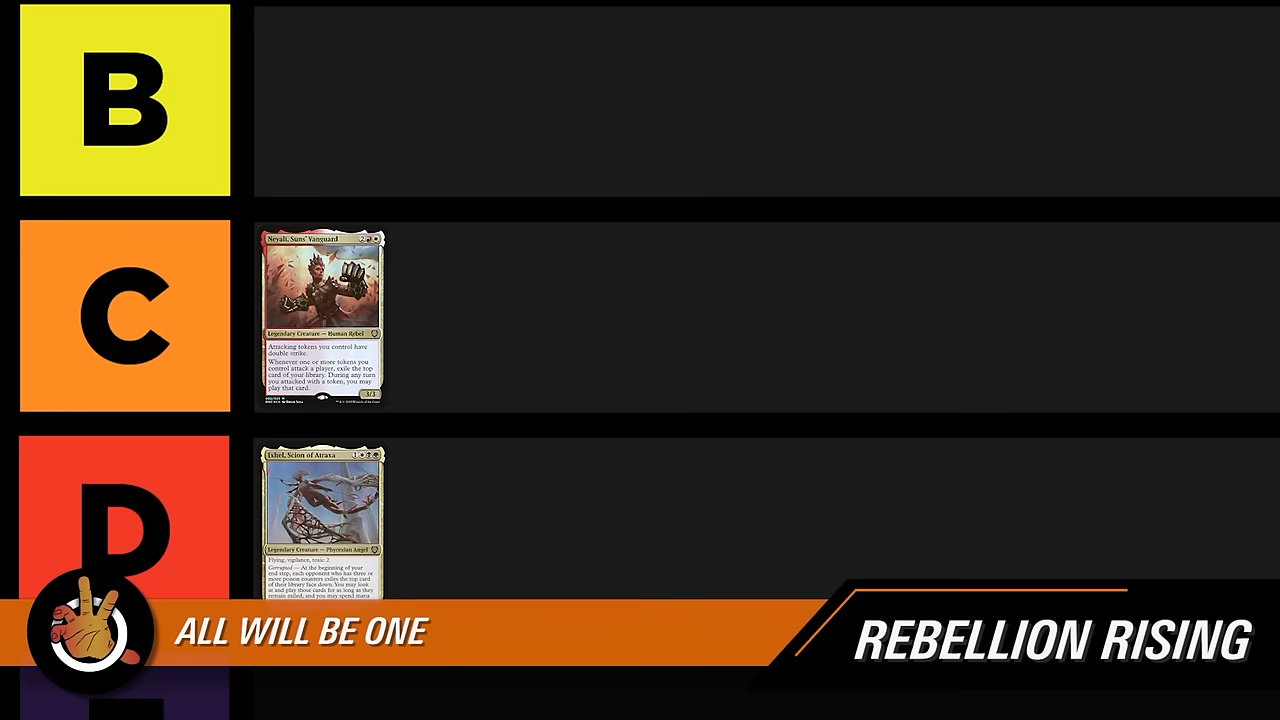 B
C
Neyali, Suns' Vanguard
Legendary Creature — Human Rebel
Attacking tokens you control have
double strike.
Whenever one or more tokens you
control attack a player, exile the top
card of your library. During any turn
you attacked with a token, you may
play that card.
3/3
D
Ixhel, Scion of Atraxa
Legendary Creature — Phyrexian Angel
Flying, vigilance, toxic 2
Corrupted — At the beginning of your
end step, each opponent who has three or
more poison counters exiles the top card
of their library face down. You may look
at and play those cards for as long as they
remain exiled, and you may spend mana
ALL WILL BE ONE
REBELLION RISING